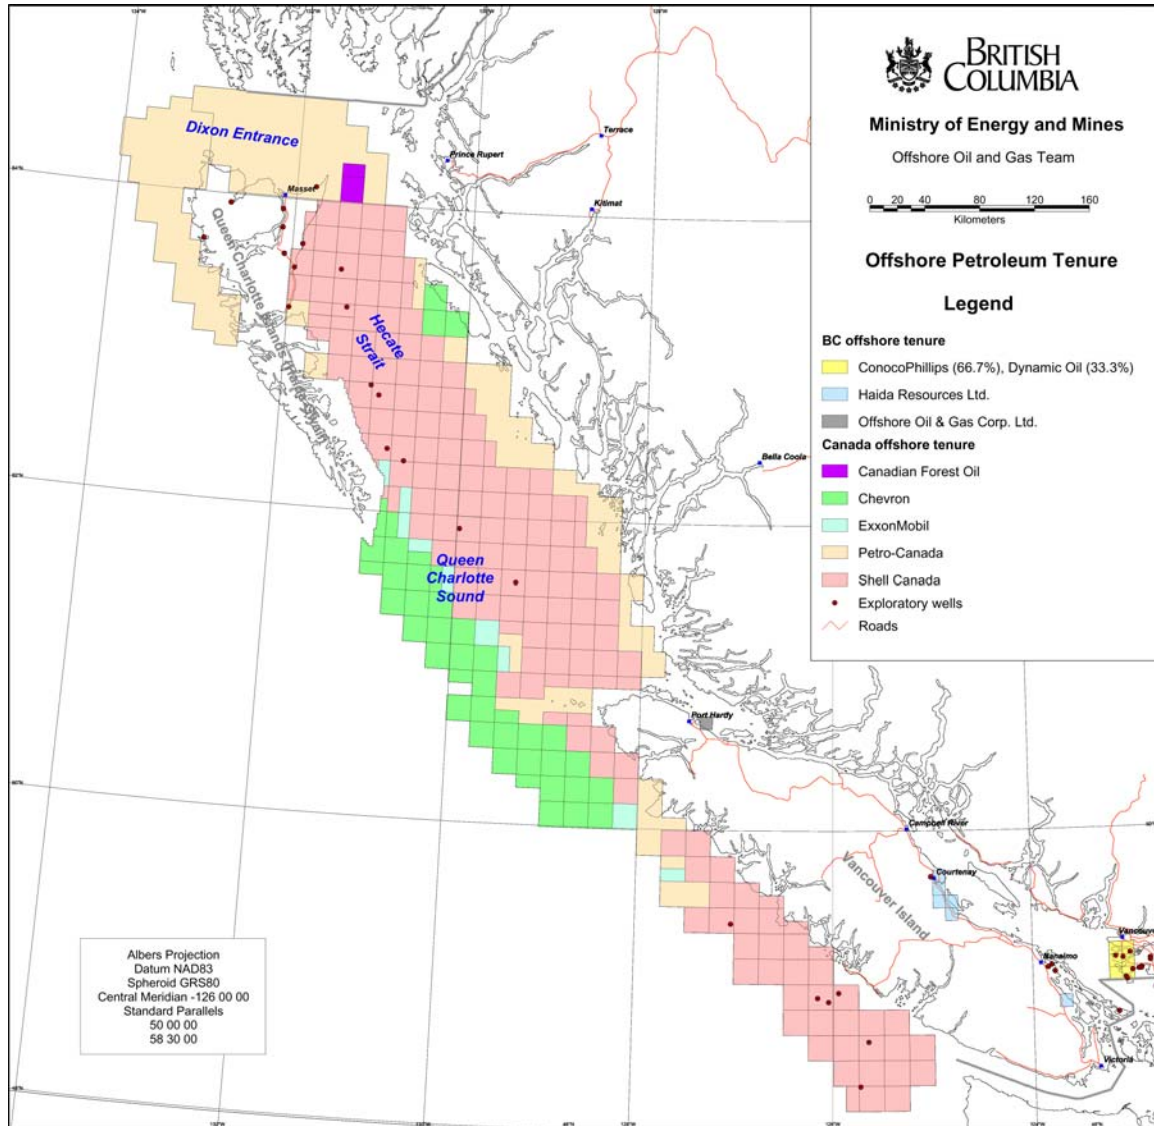 BRITISH
COLUMBIA
Ministry of Energy and Mines
Offshore Oil and Gas Team
0 20 40 80 120 160
Kilometers
Offshore Petroleum Tenure
Legend
BC offshore tenure
ConocoPhillips (66.7%), Dynamic Oil (33.3%)
Haida Resources Ltd.
Offshore Oil & Gas Corp. Ltd.
Canada offshore tenure
Canadian Forest Oil
Chevron
ExxonMobil
Petro-Canada
Shell Canada
Exploratory wells
Roads
Dixon Entrance
Terrace
Prince Rupert
Masset
Kitimat
Queen Charlotte Islands
Hecate
Strait
Bella Coola
Queen
Charlotte
Sound
Port Hardy
Campbell River
Courtenay
Vancouver Island
Vancouve
Nanaimo
Victoria
Albers Projection
Datum NAD83
Spheroid GRS80
Central Meridian -126 00 00
Standard Parallels
50 00 00
58 30 00